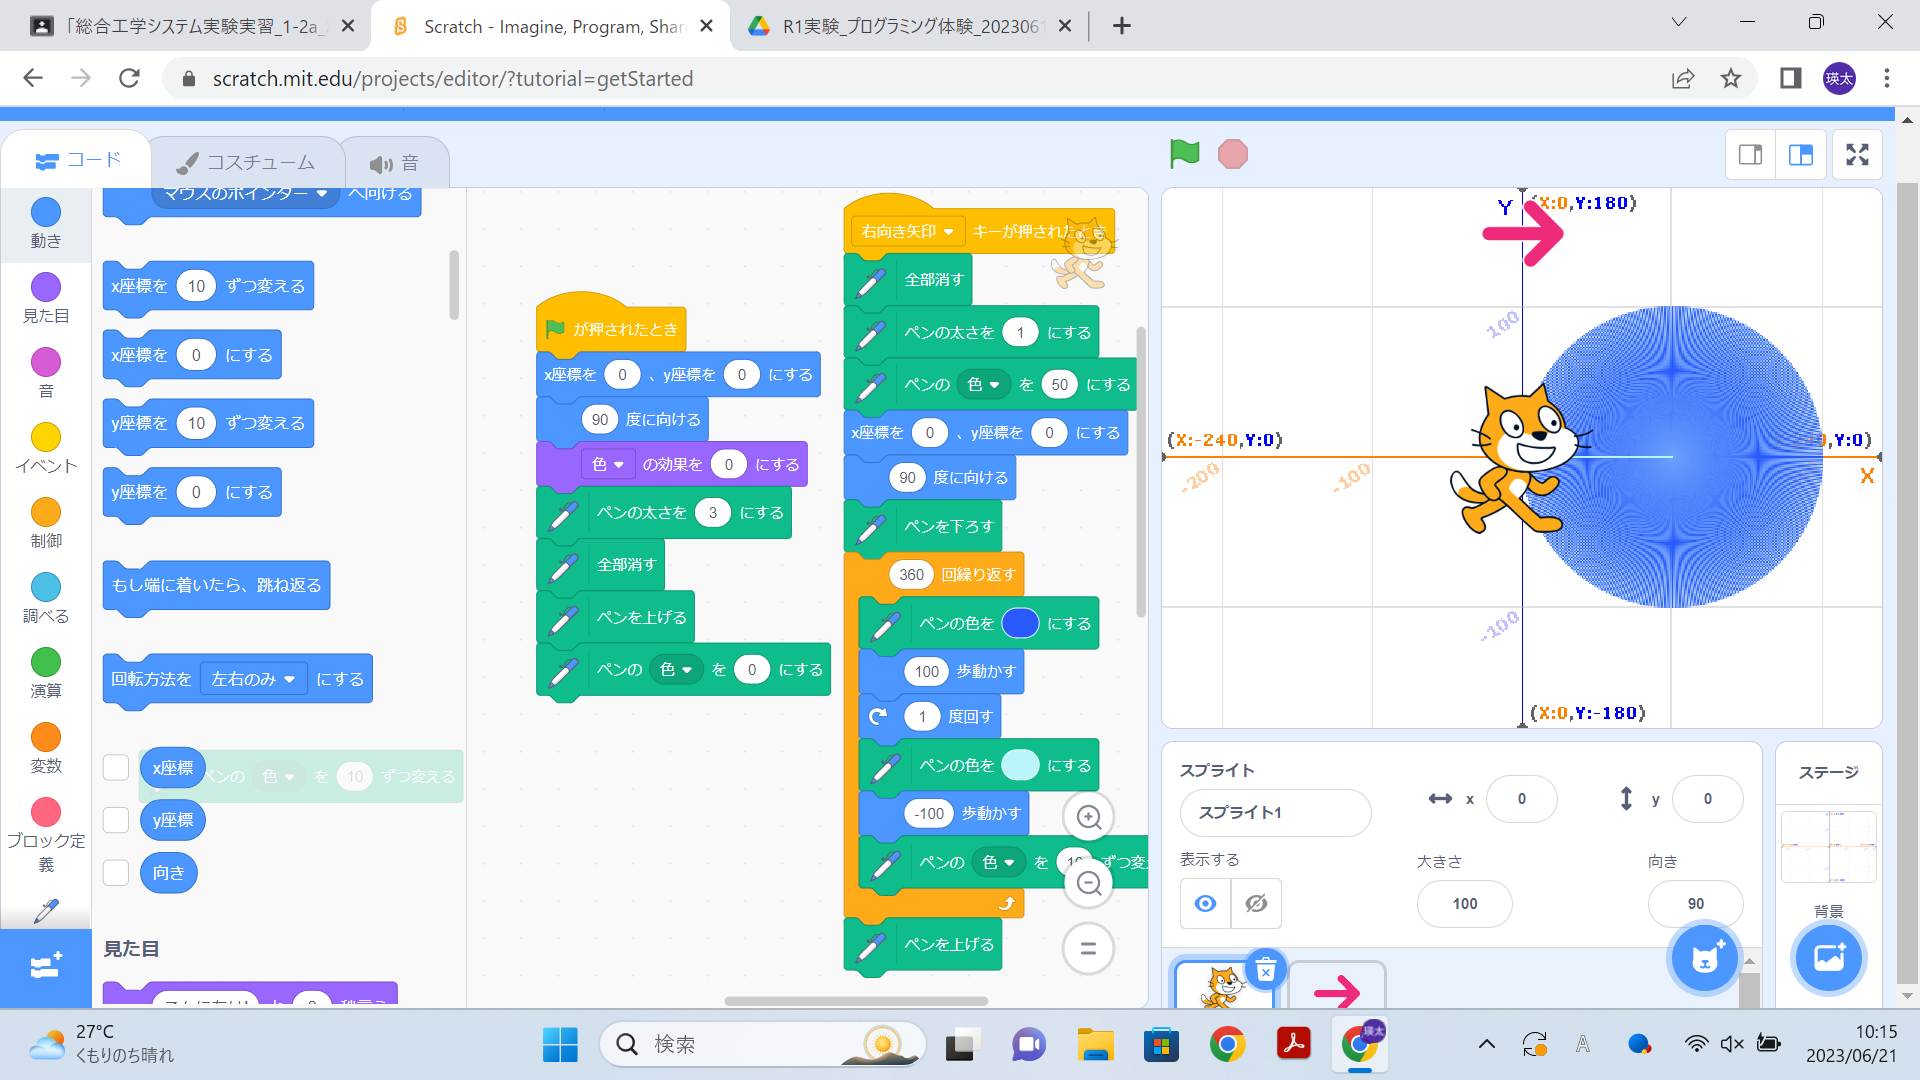 「総合工学システム実験実習_1-2a_
Scratch - Imagine, Program, Shar
R1実験_プログラミング体験_2023061
scratch.mit.edu/projects/editor/?tutorial=getStarted
瑛太
コード
コスチューム
音
動き
見た目
音
イベント
制御
調べる
演算
変数
ブロック定義
マウスのポインター へ向ける
x座標を 10 ずつ変える
x座標を 0 にする
y座標を 10 ずつ変える
y座標を 0 にする
もし端に着いたら、跳ね返る
回転方法を 左右のみ にする
x座標
ペンの 色 を 10 ずつ変える
y座標
向き
見た目
が押されたとき
x座標を 0 、y座標を 0 にする
90 度に向ける
色 の効果を 0 にする
ペンの太さを 3 にする
全部消す
ペンを上げる
ペンの 色 を 0 にする
右向き矢印 キーが押されたとき
全部消す
ペンの太さを 1 にする
ペンの 色 を 50 にする
x座標を 0 、y座標を 0 にする
90 度に向ける
ペンを下ろす
360 回繰り返す
ペンの色を にする
100 歩動かす
1 度回す
ペンの色を にする
-100 歩動かす
ペンの 色 を 10 ずつ変
ペンを上げる
Y
(X:0,Y:180)
100
(X:-240,Y:0)
,Y:0)
-200
-100
X
-100
(X:0,Y:-180)
スプライト
スプライト1
x 0
y 0
表示する
大きさ
100
向き
90
ステージ
背景
27°C
くもりのち晴れ
検索
瑛太
A
10:15
2023/06/21